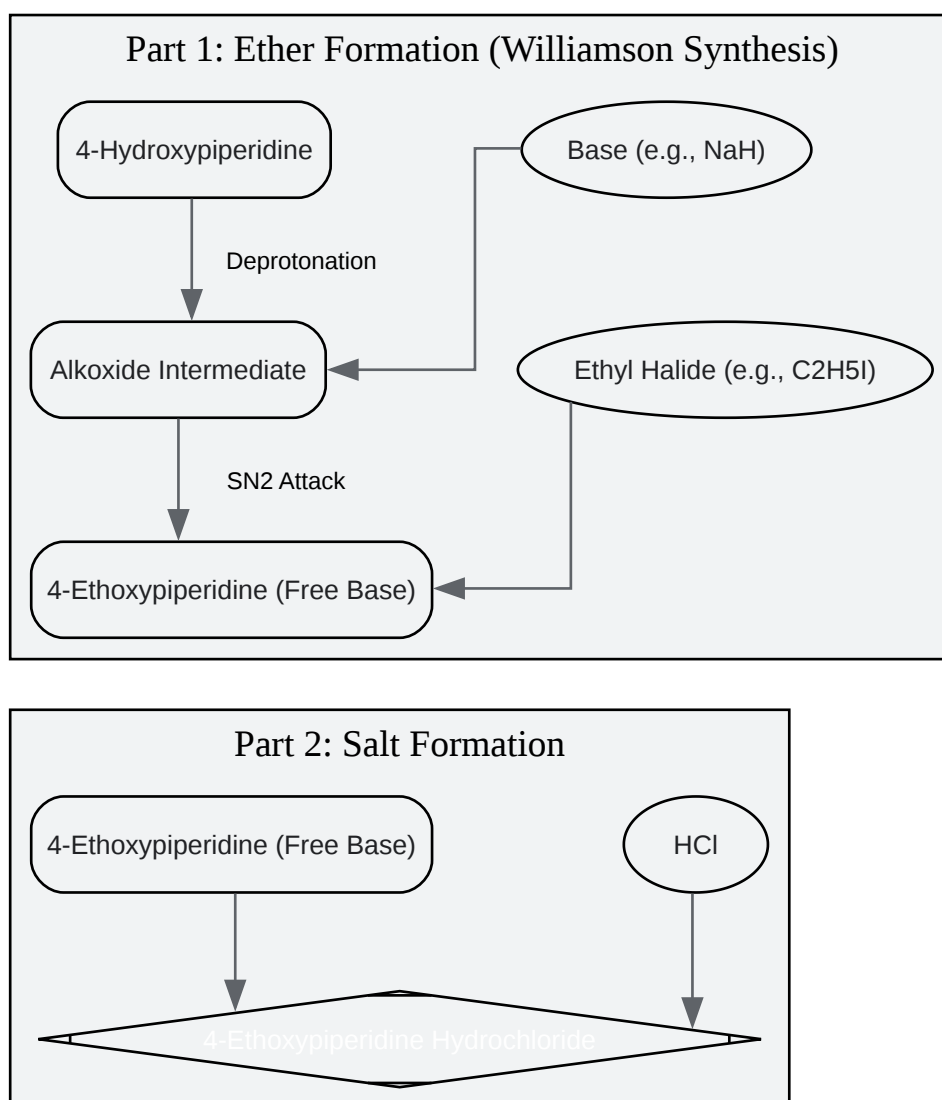 Part 1: Ether Formation (Williamson Synthesis)
4-Hydroxypiperidine
Base (e.g., NaH)
Deprotonation
Alkoxide Intermediate
Ethyl Halide (e.g., C2H5I)
SN2 Attack
4-Ethoxypiperidine (Free Base)
Part 2: Salt Formation
4-Ethoxypiperidine (Free Base)
HCl
4-Ethoxypiperidine Hydrochloride